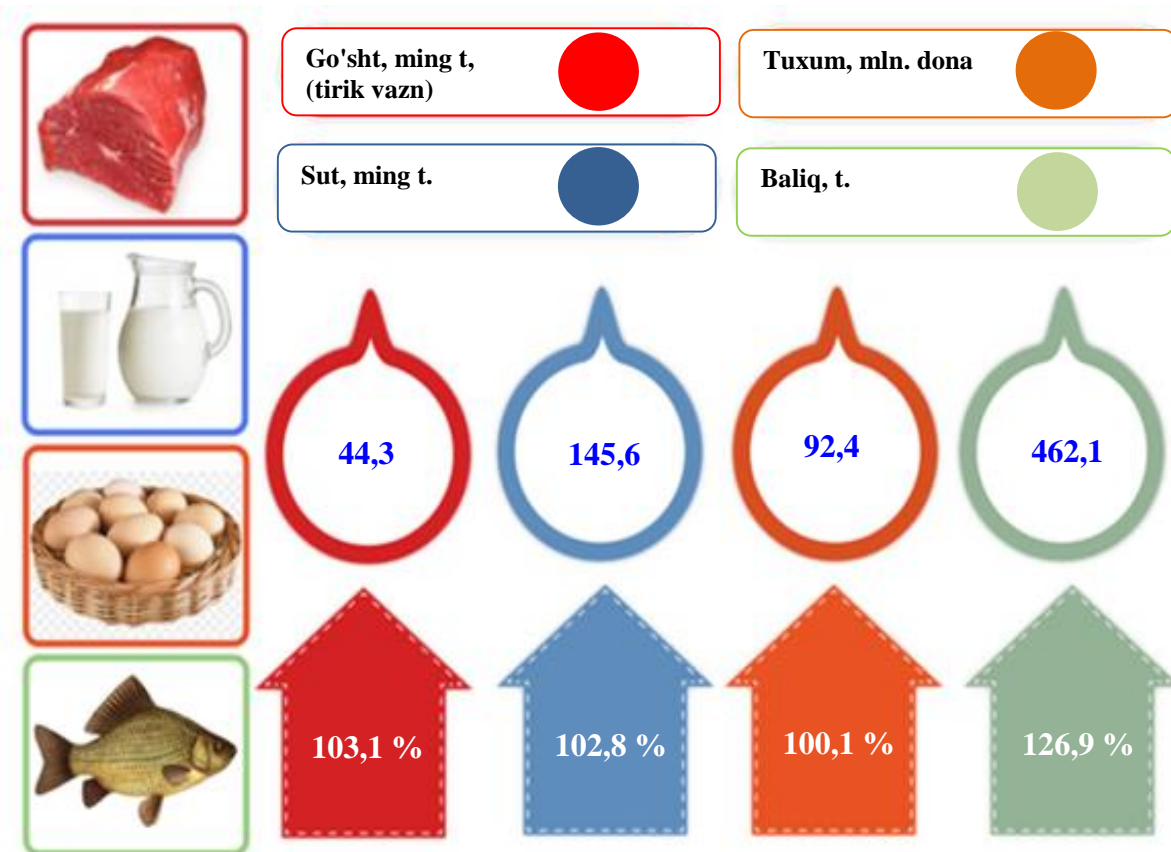 Go'sht, ming t,
(tirik vazn)
Tuxum, mln. dona
Sut, ming t.
Baliq, t.
44,3
145,6
92,4
462,1
103,1 %
102,8 %
100,1 %
126,9 %